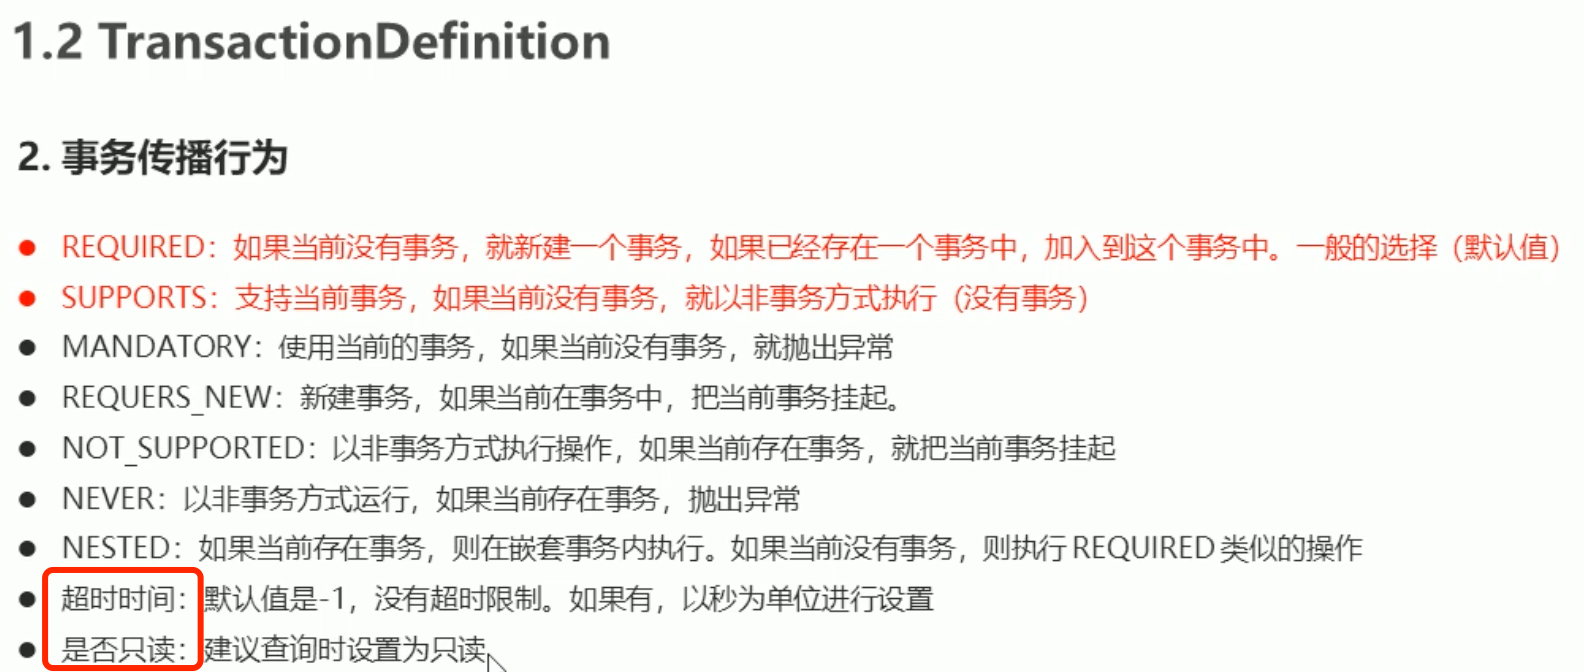 1.2 TransactionDefinition
2. 事务传播行为
● REQUIRED：如果当前没有事务，就新建一个事务，如果已经存在一个事务中，加入到这个事务中。一般的选择（默认值）
● SUPPORTS：支持当前事务，如果当前没有事务，就以非事务方式执行（没有事务）
● MANDATORY：使用当前的事务，如果当前没有事务，就抛出异常
● REQUERS_NEW：新建事务，如果当前在事务中，把当前事务挂起。
● NOT_SUPPORTED：以非事务方式执行操作，如果当前存在事务，就把当前事务挂起
● NEVER：以非事务方式运行，如果当前存在事务，抛出异常
● NESTED：如果当前存在事务，则在嵌套事务内执行。如果当前没有事务，则执行 REQUIRED 类似的操作
● 超时时间：默认值是-1，没有超时限制。如果有，以秒为单位进行设置
● 是否只读：建议查询时设置为只读